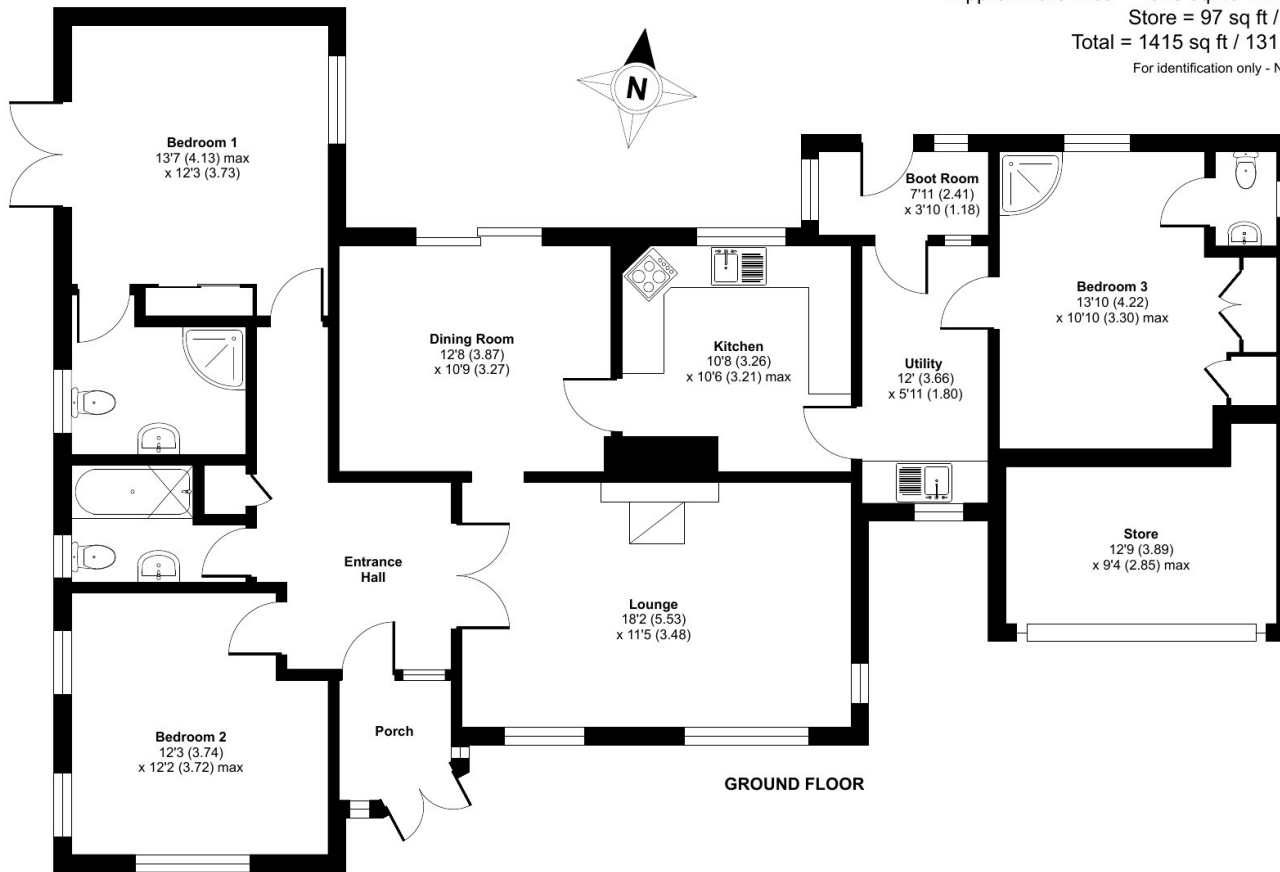 Store = 97 sq ft /
Total = 1415 sq ft / 131
For identification only - N
N
Bedroom 1
13'7 (4.13) max
x 12'3 (3.73)
Boot Room
7'11 (2.41)
x 3'10 (1.18)
Bedroom 3
13'10 (4.22)
x 10'10 (3.30) max
Dining Room
12'8 (3.87)
x 10'9 (3.27)
Kitchen
10'8 (3.26)
x 10'6 (3.21) max
Utility
12' (3.66)
x 5'11 (1.80)
Entrance
Hall
Store
12'9 (3.89)
x 9'4 (2.85) max
Lounge
18'2 (5.53)
x 11'5 (3.48)
Porch
Bedroom 2
12'3 (3.74)
x 12'2 (3.72) max
GROUND FLOOR